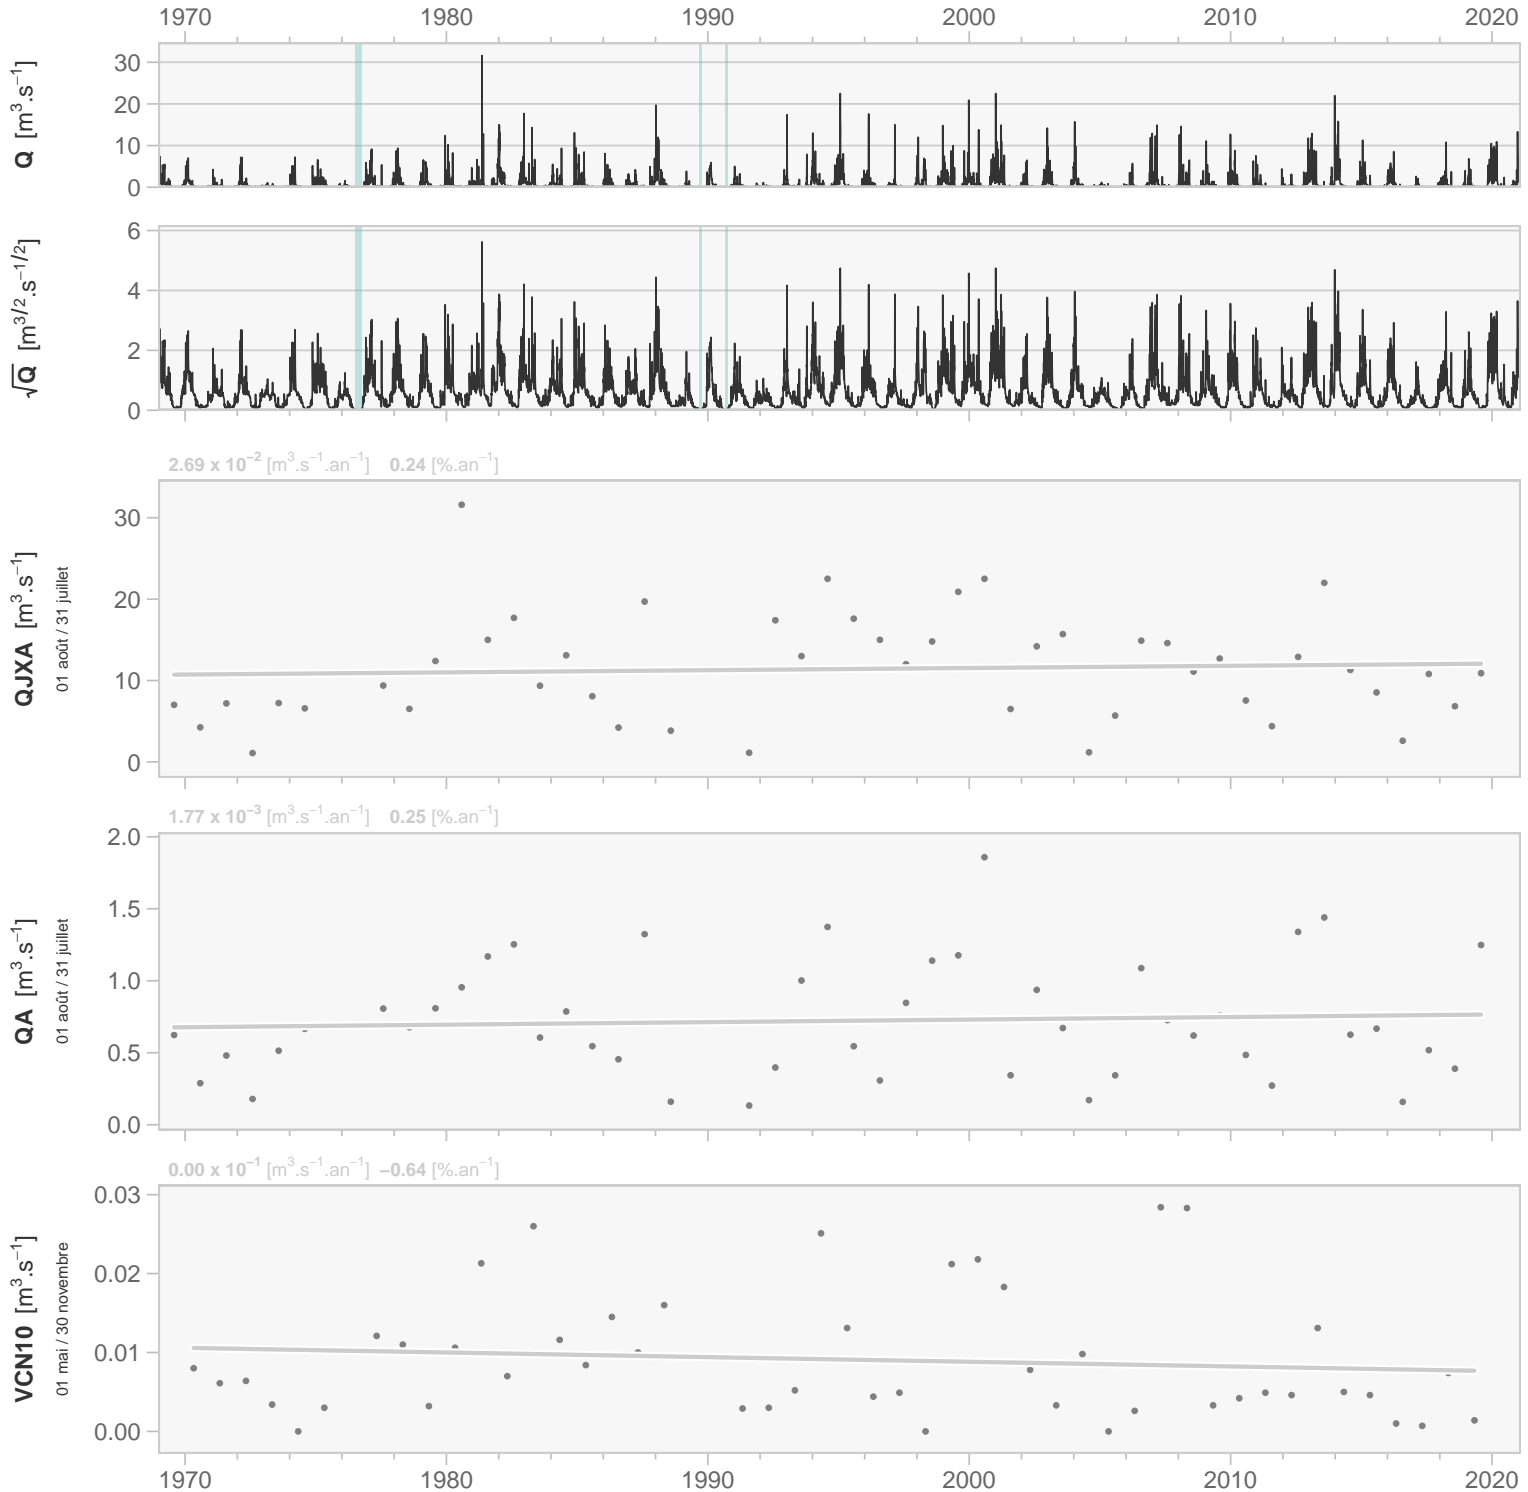 1970 1980 1990 2000 2010 2020
Q [m³.s⁻¹]
30
20
10
0
√Q [m³/².s⁻¹/²]
6
4
2
0
2.69 x 10⁻² [m³.s⁻¹.an⁻¹] 0.24 [%.an⁻¹]
QJXA [m³.s⁻¹]
01 août / 31 juillet
30
20
10
0
1.77 x 10⁻³ [m³.s⁻¹.an⁻¹] 0.25 [%.an⁻¹]
QA [m³.s⁻¹]
01 août / 31 juillet
2.0
1.5
1.0
0.5
0.0
0.00 x 10⁻¹ [m³.s⁻¹.an⁻¹] −0.64 [%.an⁻¹]
VCN10 [m³.s⁻¹]
01 mai / 30 novembre
0.03
0.02
0.01
0.00
1970 1980 1990 2000 2010 2020